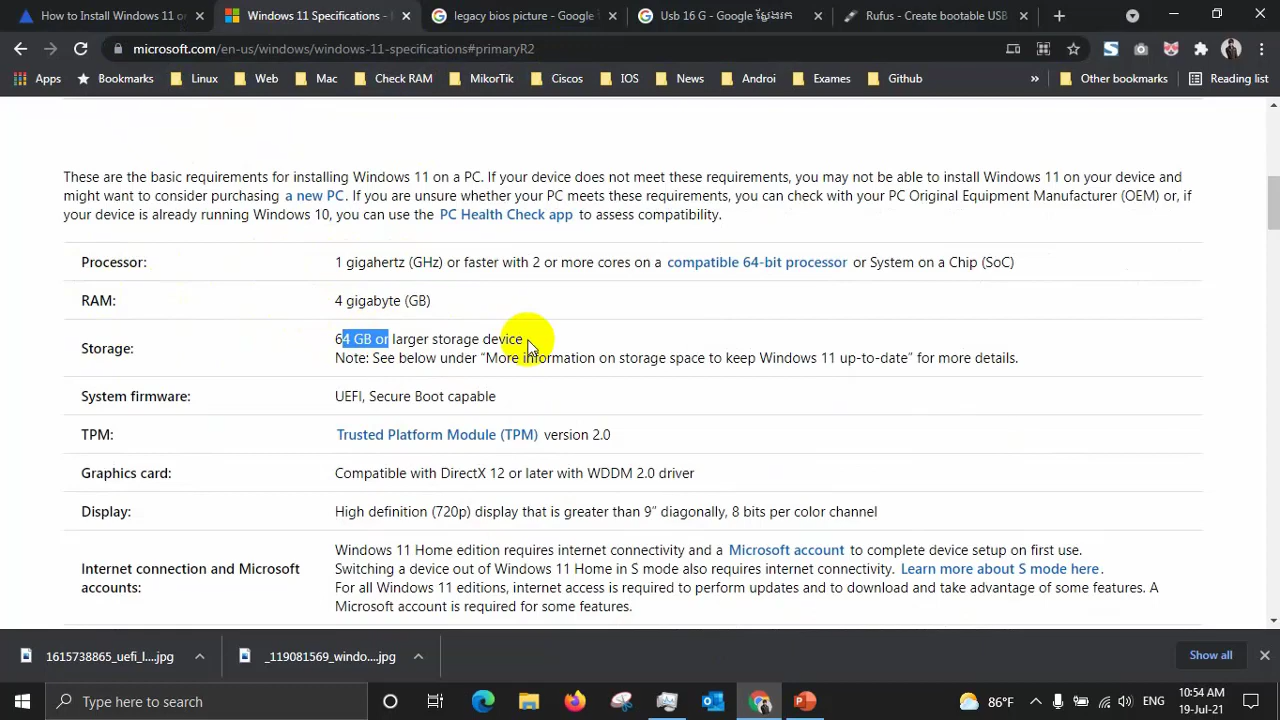 How to Install Windows 11 o
Windows 11 Specifications -
legacy bios picture - Google
Usb 16 G - Google ស្វែងរក
Rufus - Create bootable USB
microsoft.com/en-us/windows/windows-11-specifications#primaryR2
Apps
Bookmarks
Linux
Web
Mac
Check RAM
MikorTik
Ciscos
IOS
News
Androi
Exames
Github
»
Other bookmarks
Reading list
These are the basic requirements for installing Windows 11 on a PC. If your device does not meet these requirements, you may not be able to install Windows 11 on your device and
might want to consider purchasing a new PC. If you are unsure whether your PC meets these requirements, you can check with your PC Original Equipment Manufacturer (OEM) or, if
your device is already running Windows 10, you can use the PC Health Check app to assess compatibility.
Processor: 1 gigahertz (GHz) or faster with 2 or more cores on a compatible 64-bit processor or System on a Chip (SoC)
RAM: 4 gigabyte (GB)
Storage: 64 GB or larger storage device
Note: See below under “More information on storage space to keep Windows 11 up-to-date” for more details.
System firmware: UEFI, Secure Boot capable
TPM: Trusted Platform Module (TPM) version 2.0
Graphics card: Compatible with DirectX 12 or later with WDDM 2.0 driver
Display: High definition (720p) display that is greater than 9” diagonally, 8 bits per color channel
Internet connection and Microsoft
accounts:
Windows 11 Home edition requires internet connectivity and a Microsoft account to complete device setup on first use.
Switching a device out of Windows 11 Home in S mode also requires internet connectivity. Learn more about S mode here.
For all Windows 11 editions, internet access is required to perform updates and to download and take advantage of some features. A
Microsoft account is required for some features.
1615738865_uefi_l....jpg
_119081569_windo....jpg
Show all
Type here to search
86°F
ENG
10:54 AM
19-Jul-21